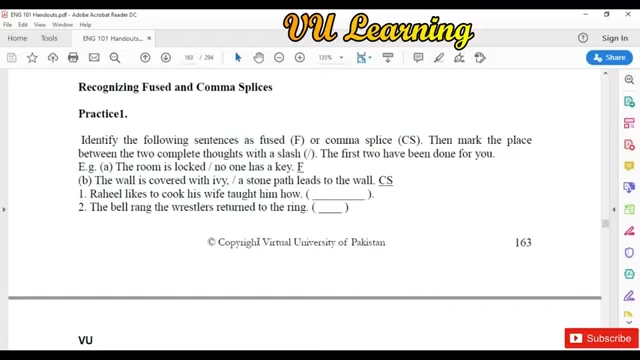 ENG 101 Handouts.pdf - Adobe Acrobat Reader DC
VU Learning
File Edit View Window Help
Home Tools ENG 101 Handouts.... × Sign In
163 / 294 135% Share
Recognizing Fused and Comma Splices
Practice1.
Identify the following sentences as fused (F) or comma splice (CS). Then mark the place
between the two complete thoughts with a slash (/). The first two have been done for you.
E.g. (a) The room is locked / no one has a key. F
(b) The wall is covered with ivy, / a stone path leads to the wall. CS
1. Raheel likes to cook his wife taught him how. ( __________ ).
2. The bell rang the wrestlers returned to the ring. ( ____ )
© Copyright Virtual University of Pakistan 163
VU
Subscribe